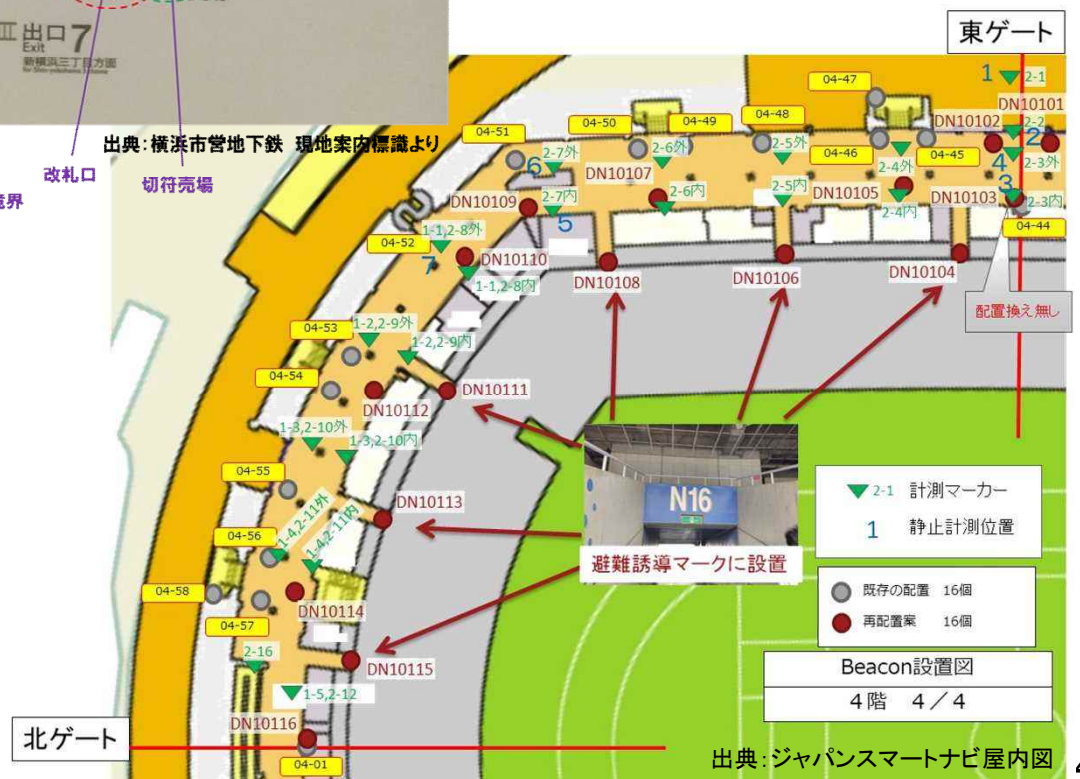 出口7
Exit
新横浜三丁目方面
出典:横浜市営地下鉄 現地案内標識より
改札口
切符売場
境界
東ゲート
04-47
1
2-1
DN10101
04-51
04-50
04-49
04-48
DN10102
2-2
2
2-7外
6
2-6外
2-5外
04-46
2-4外
04-45
4
2-3外
DN10107
3
DN10109
2-7内
2-6内
2-5内
DN10105
2-4内
DN10103
2-3内
5
04-44
04-52
1-1,2-8外
7
DN10110
1-1,2-8内
DN10108
DN10106
DN10104
配置換え無し
04-53
1-2,2-9外
1-2,2-9内
04-54
DN10111
DN10112
1-3,2-10外
1-3,2-10内
04-55
N16
2-1 計測マーカー
1 静止計測位置
DN10113
04-56
1-4,2-11外
1-4,2-11内
避難誘導マークに設置
04-58
既存の配置 16個
再配置案 16個
DN10114
04-57
2-16
DN10115
Beacon設置図
4階 4/4
1-5,2-12
DN10116
北ゲート
04-01
出典:ジャパンスマートナビ屋内図